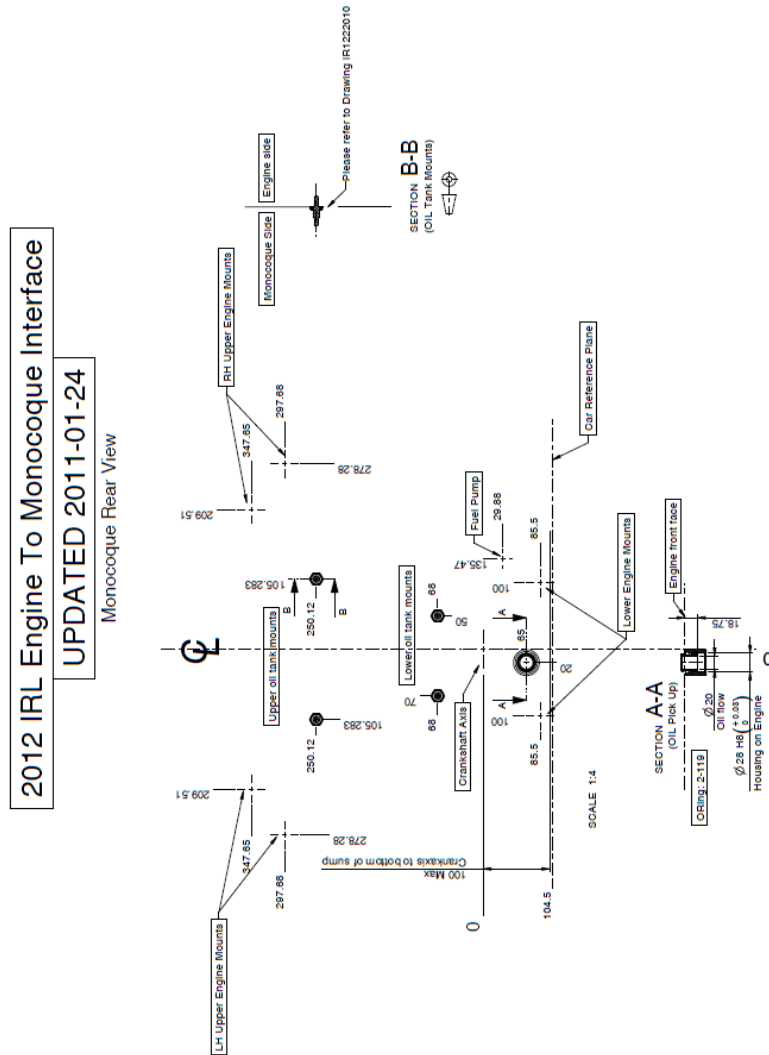 2012 IRL Engine To Monocoque Interface
UPDATED 2011-01-24
Monocoque Rear View
LH Upper Engine Mounts
RH Upper Engine Mounts
209.51
209.51
347.65
347.65
297.68
297.68
278.28
278.28
CL
Upper oil tank mounts
105.283
105.283
250.12
250.12
B
B
Monocoque Side
Engine side
Please refer to Drawing IR1222010
SECTION B-B
(OIL Tank Mounts)
Lower oil tank mounts
70
50
68
68
Crankshaft Axis
0
100 Max
Crankaxis to bottom of sump
104.5
A
A
65
20
100
100
85.5
85.5
Fuel Pump
135.47
29.88
Car Reference Plane
Lower Engine Mounts
SCALE 1:4
SECTION A-A
(OIL Pick Up)
Engine front face
18.75
ORing: 2-119
Ø 20
Oil flow
Ø 28 H8 ( + 0.03 0 )
Housing on Engine
0